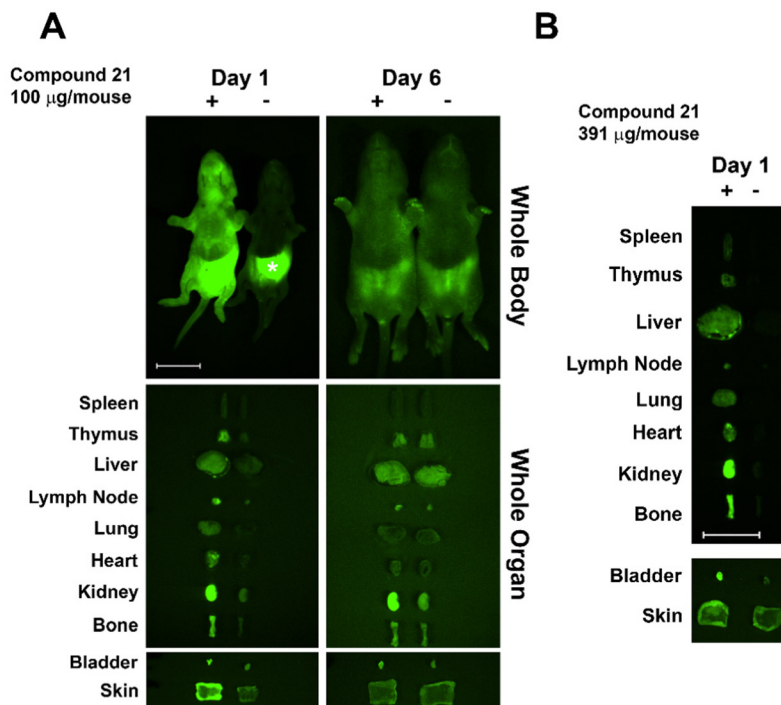 A
Compound 21
100 μg/mouse
Day 1
Day 6
+ -
+ -
*
Whole Body
Spleen
Thymus
Liver
Lymph Node
Lung
Heart
Kidney
Bone
Bladder
Skin
Whole Organ
B
Compound 21
391 μg/mouse
Day 1
+ -
Spleen
Thymus
Liver
Lymph Node
Lung
Heart
Kidney
Bone
Bladder
Skin